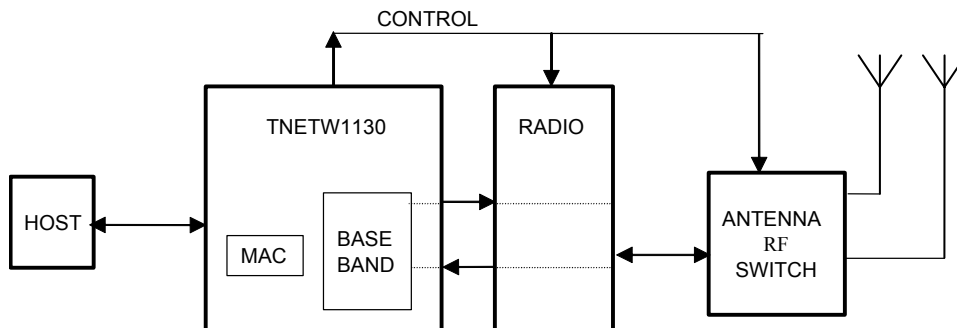 CONTROL
TNETW1130
RADIO
HOST
MAC
BASE
BAND
ANTENNA
RF
SWITCH